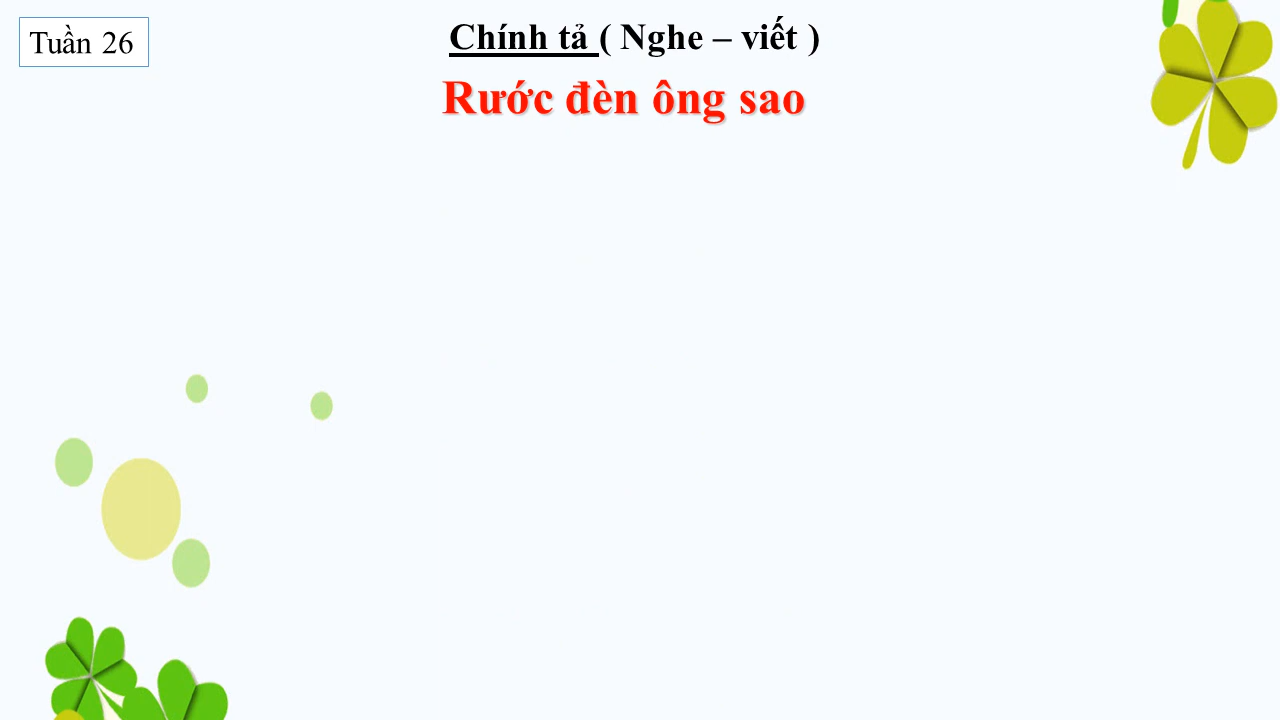 Tuần 26
Chính tả ( Nghe – viết )
Rước đèn ông sao